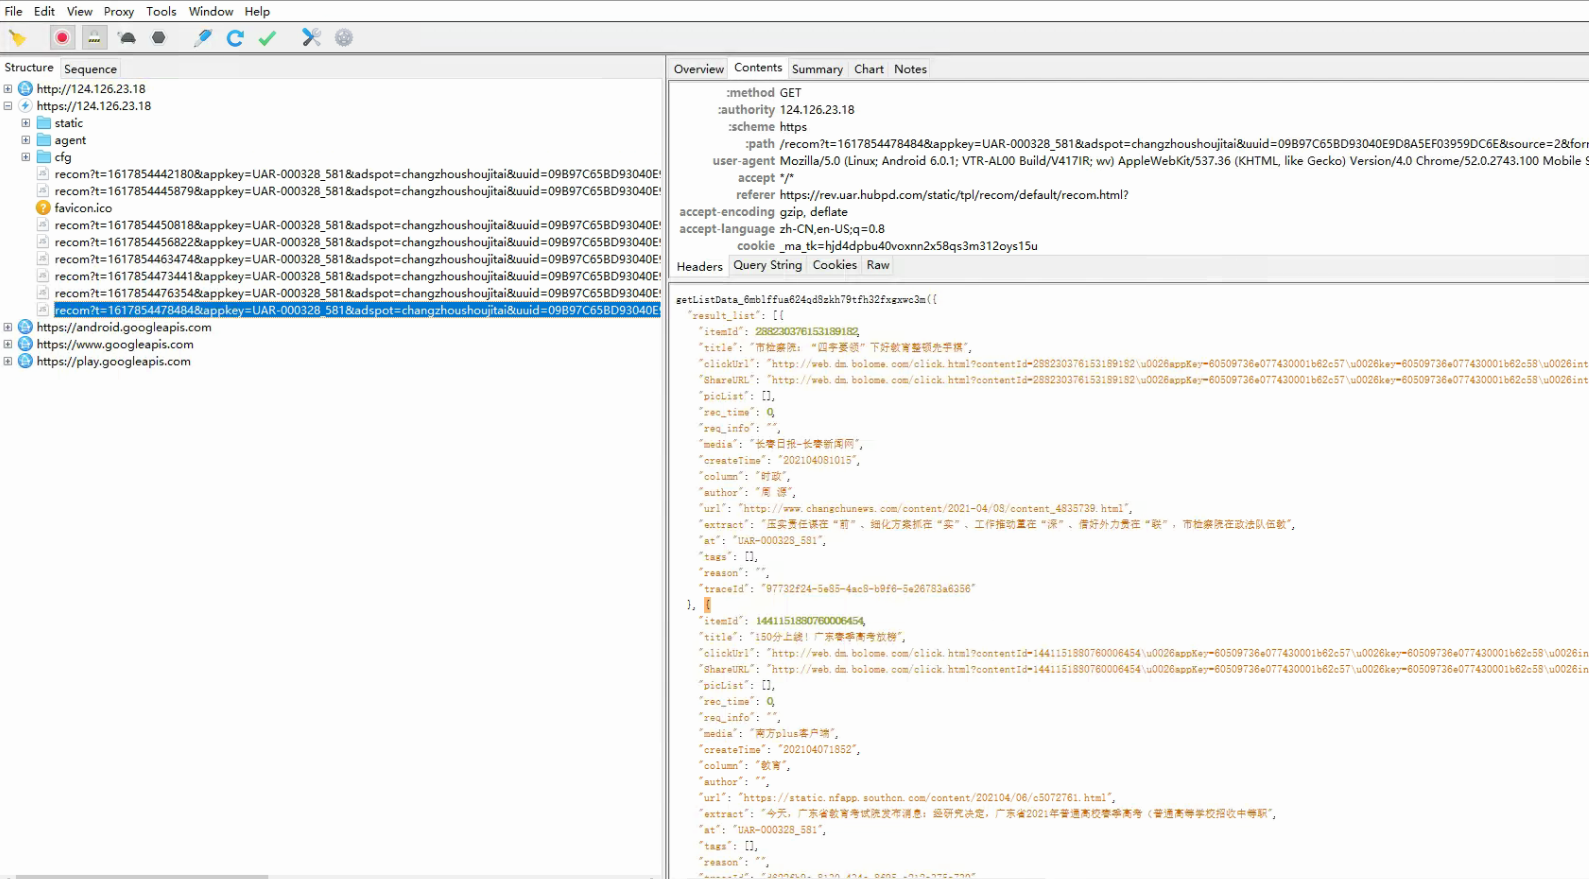 File Edit View Proxy Tools Window Help
Structure Sequence
http://124.126.23.18
https://124.126.23.18
static
agent
cfg
recom?t=1617854442180&appkey=UAR-000328_581&adspot=changzhoushoujitai&uuid=09B97C65BD93040E9
recom?t=1617854445879&appkey=UAR-000328_581&adspot=changzhoushoujitai&uuid=09B97C65BD93040E9
favicon.ico
recom?t=1617854450818&appkey=UAR-000328_581&adspot=changzhoushoujitai&uuid=09B97C65BD93040E9
recom?t=1617854456822&appkey=UAR-000328_581&adspot=changzhoushoujitai&uuid=09B97C65BD93040E9
recom?t=1617854463474&appkey=UAR-000328_581&adspot=changzhoushoujitai&uuid=09B97C65BD93040E9
recom?t=1617854473441&appkey=UAR-000328_581&adspot=changzhoushoujitai&uuid=09B97C65BD93040E9
recom?t=1617854476354&appkey=UAR-000328_581&adspot=changzhoushoujitai&uuid=09B97C65BD93040E9
recom?t=1617854478484&appkey=UAR-000328_581&adspot=changzhoushoujitai&uuid=09B97C65BD93040E9
https://android.googleapis.com
https://www.googleapis.com
https://play.googleapis.com
Overview Contents Summary Chart Notes
:method GET
:authority 124.126.23.18
:scheme https
:path /recom?t=1617854478484&appkey=UAR-000328_581&adspot=changzhoushoujitai&uuid=09B97C65BD93040E9D8A5EF03959DC6E&source=2&for
user-agent Mozilla/5.0 (Linux; Android 6.0.1; VTR-AL00 Build/V417IR; wv) AppleWebKit/537.36 (KHTML, like Gecko) Version/4.0 Chrome/52.0.2743.100 Mobile S
accept */*
referer https://rev.uar.hubpd.com/static/tpl/recom/default/recom.html?
accept-encoding gzip, deflate
accept-language zh-CN,en-US;q=0.8
cookie _ma_tk=hjd4dpbu40voxnn2x58qs3m312oys15u
Headers Query String Cookies Raw
getListData_6mblffua624qd8zkh79tfh32fxgxwc3m({
"result_list": [{
"itemId": 288230376153189182,
"title": "市检察院：“四字要领”下好教育整顿先手棋",
"clickUrl": "http://web.dm.bolome.com/click.html?contentId=288230376153189182\u0026appKey=60509736e077430001b62c57\u0026key=60509736e077430001b62c58\u0026int
"ShareURL": "http://web.dm.bolome.com/click.html?contentId=288230376153189182\u0026appKey=60509736e077430001b62c57\u0026key=60509736e077430001b62c58\u0026int
"picList": [],
"rec_time": 0,
"req_info": "",
"media": "长春日报-长春新闻网",
"createTime": "202104081015",
"column": "时政",
"author": "周 源",
"url": "http://www.changchunews.com/content/2021-04/08/content_4835739.html",
"extract": "压实责任谋在“前”、细化方案抓在“实”、工作推动重在“深”、借好外力贵在“联”，市检察院在政法队伍教",
"at": "UAR-000328_581",
"tags": [],
"reason": "",
"traceId": "97732f24-5e85-4ac8-b9f6-5e26783a6356"
}, {
"itemId": 1441151880760006454,
"title": "150分上线！广东春季高考放榜",
"clickUrl": "http://web.dm.bolome.com/click.html?contentId=1441151880760006454\u0026appKey=60509736e077430001b62c57\u0026key=60509736e077430001b62c58\u0026in
"ShareURL": "http://web.dm.bolome.com/click.html?contentId=1441151880760006454\u0026appKey=60509736e077430001b62c57\u0026key=60509736e077430001b62c58\u0026in
"picList": [],
"rec_time": 0,
"req_info": "",
"media": "南方plus客户端",
"createTime": "202104071852",
"column": "教育",
"author": "",
"url": "https://static.nfapp.southcn.com/content/202104/06/c5072761.html",
"extract": "今天，广东省教育考试院发布消息：经研究决定，广东省2021年普通高校春季高考（普通高等学校招收中等职",
"at": "UAR-000328_581",
"tags": [],
"reason": "",